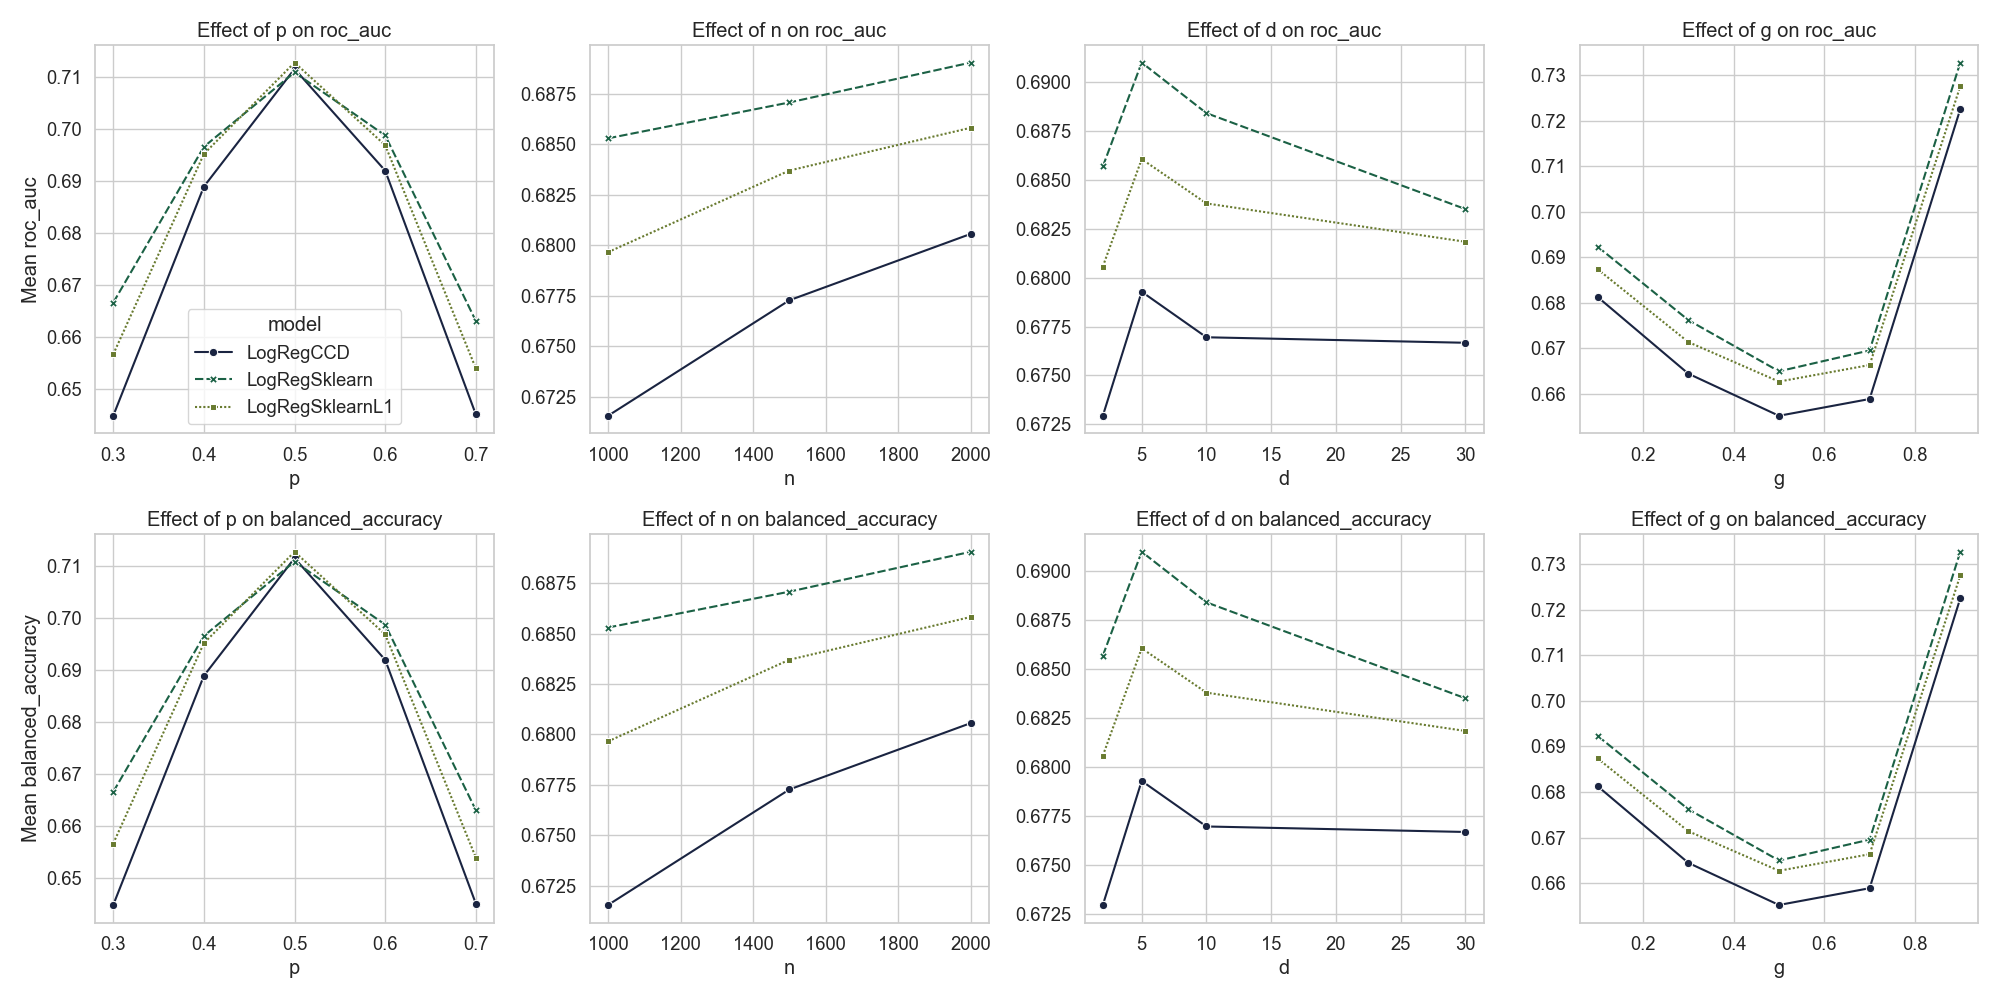 Effect of p on roc_auc
Effect of n on roc_auc
Effect of d on roc_auc
Effect of g on roc_auc
Mean roc_auc
0.71
0.70
0.69
0.68
0.67
0.66
0.65
model
LogRegCCD
LogRegSklearn
LogRegSklearnL1
0.3 0.4 0.5 0.6 0.7
p
0.6875
0.6850
0.6825
0.6800
0.6775
0.6750
0.6725
1000 1200 1400 1600 1800 2000
n
0.6900
0.6875
0.6850
0.6825
0.6800
0.6775
0.6750
0.6725
5 10 15 20 25 30
d
0.73
0.72
0.71
0.70
0.69
0.68
0.67
0.66
0.2 0.4 0.6 0.8
g
Effect of p on balanced_accuracy
Effect of n on balanced_accuracy
Effect of d on balanced_accuracy
Effect of g on balanced_accuracy
Mean balanced_accuracy
0.71
0.70
0.69
0.68
0.67
0.66
0.65
0.3 0.4 0.5 0.6 0.7
p
0.6875
0.6850
0.6825
0.6800
0.6775
0.6750
0.6725
1000 1200 1400 1600 1800 2000
n
0.6900
0.6875
0.6850
0.6825
0.6800
0.6775
0.6750
0.6725
5 10 15 20 25 30
d
0.73
0.72
0.71
0.70
0.69
0.68
0.67
0.66
0.2 0.4 0.6 0.8
g